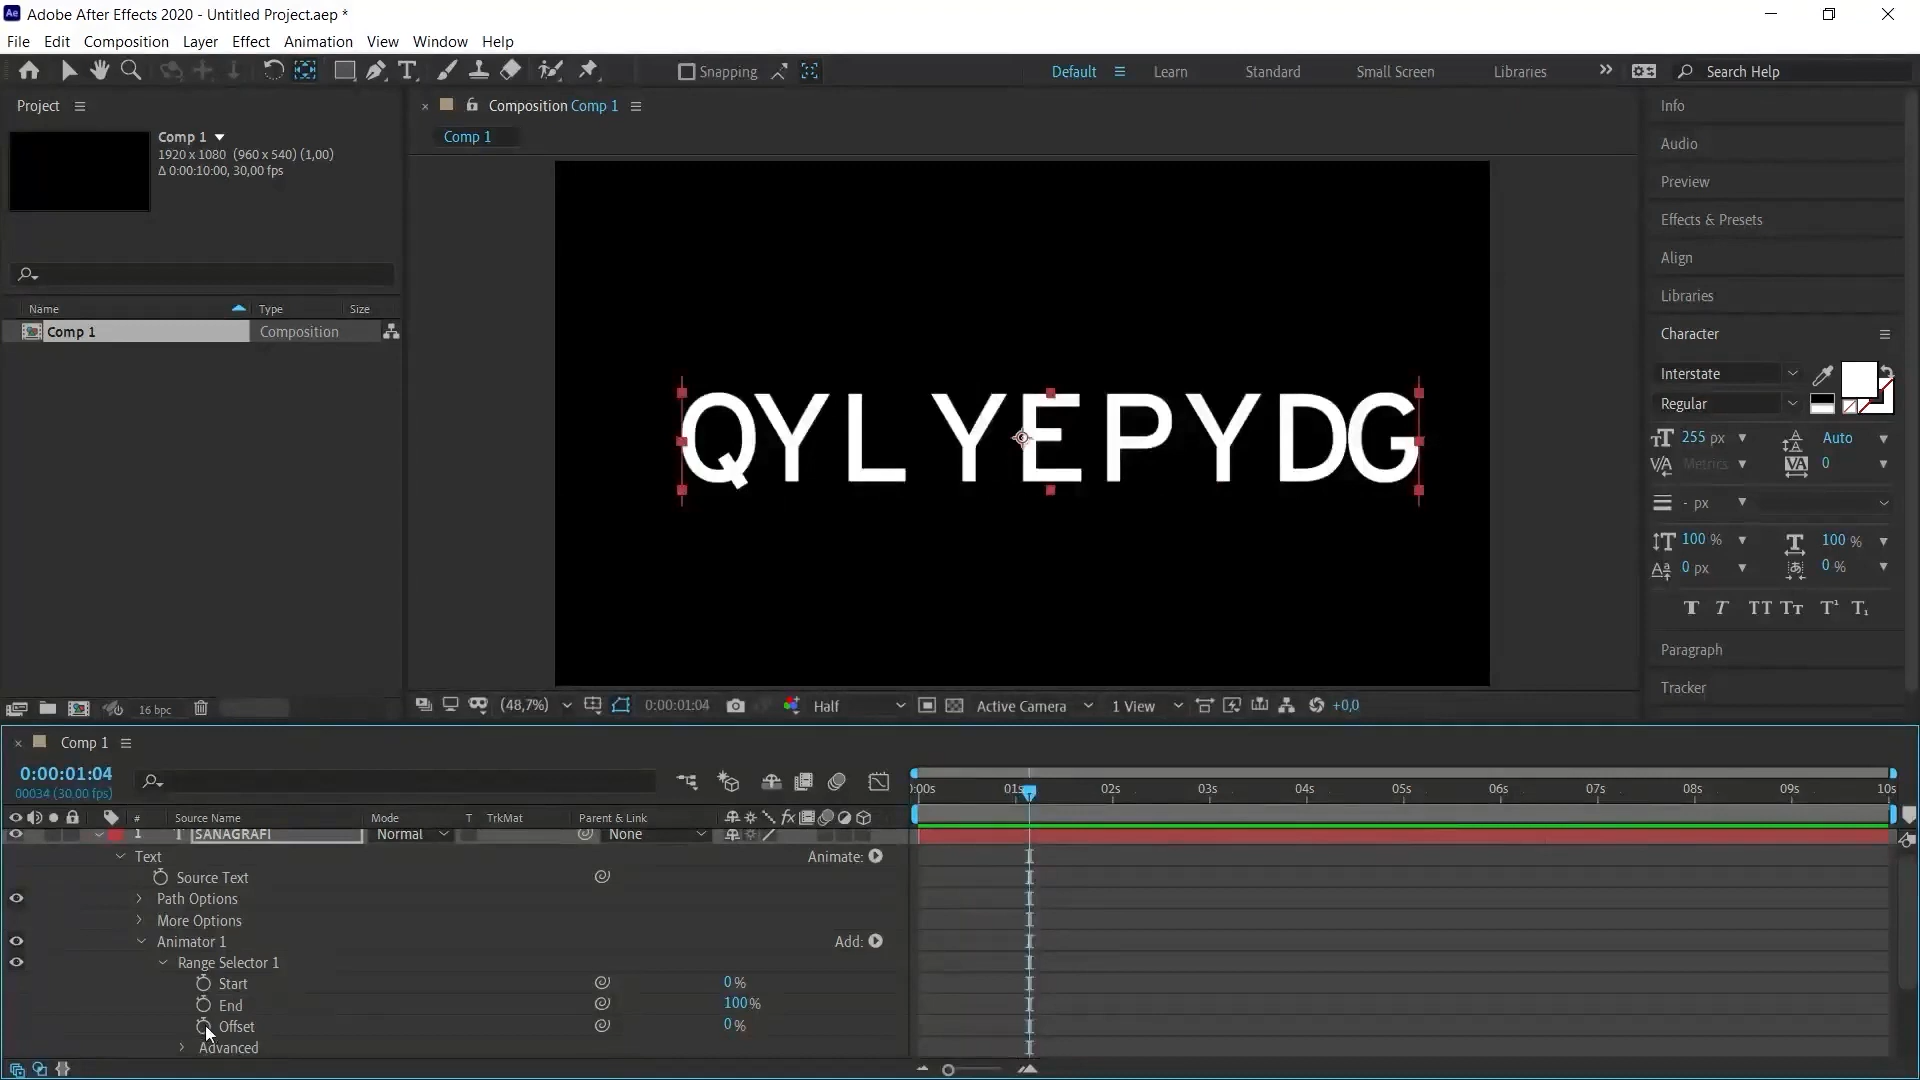 Adobe After Effects 2020 - Untitled Project.aep *
File Edit Composition Layer Effect Animation View Window Help
Snapping
Default Learn Standard Small Screen Libraries Search Help
Project
Comp 1
1920 x 1080 (960 x 540) (1,00)
Δ 0:00:10:00, 30,00 fps
Name Type Size
Comp 1 Composition
16 bpc
Composition Comp 1
Comp 1
QYLYEPYDG
(48,7%) 0:00:01:04 Half Active Camera 1 View +0,0
Info
Audio
Preview
Effects & Presets
Align
Libraries
Character
Interstate
Regular
255 px Auto
Metrics 0
- px
100 % 100 %
0 px 0 %
T T TT Tt T¹ T₁
Paragraph
Tracker
Comp 1
0:00:01:04
00034 (30.00 fps)
:00s 01s 02s 03s 04s 05s 06s 07s 08s 09s 10s
# Source Name Mode T TrkMat Parent & Link
1 T SANAGRAFI Normal None
Text Animate:
Source Text
Path Options
More Options
Animator 1 Add:
Range Selector 1
Start 0 %
End 100 %
Offset 0 %
Advanced